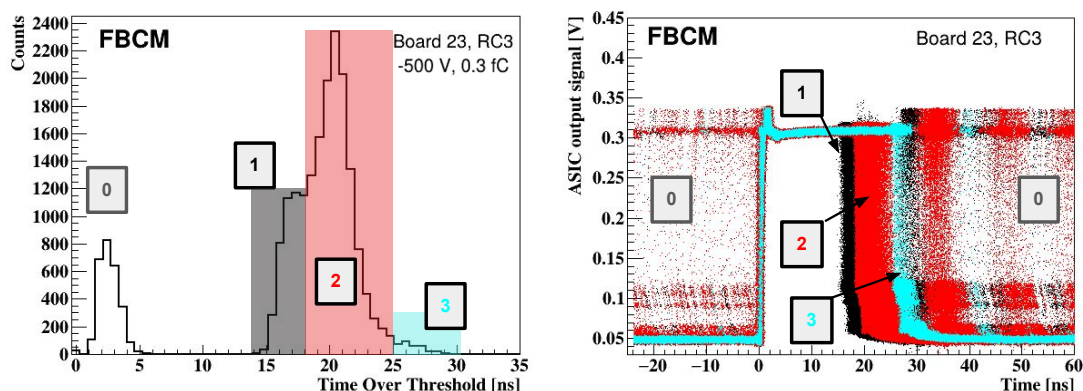 Counts
2400
2200
2000
1800
1600
1400
1200
1000
800
600
400
200
0
FBCM
Board 23, RC3
-500 V, 0.3 fC
0
1
2
3
0 5 10 15 20 25 30 35
Time Over Threshold [ns]
ASIC output signal [V]
0.45
0.4
0.35
0.3
0.25
0.2
0.15
0.1
0.05
FBCM
Board 23, RC3
1
0
2
3
0
−20 −10 0 10 20 30 40 50 60
Time [ns]